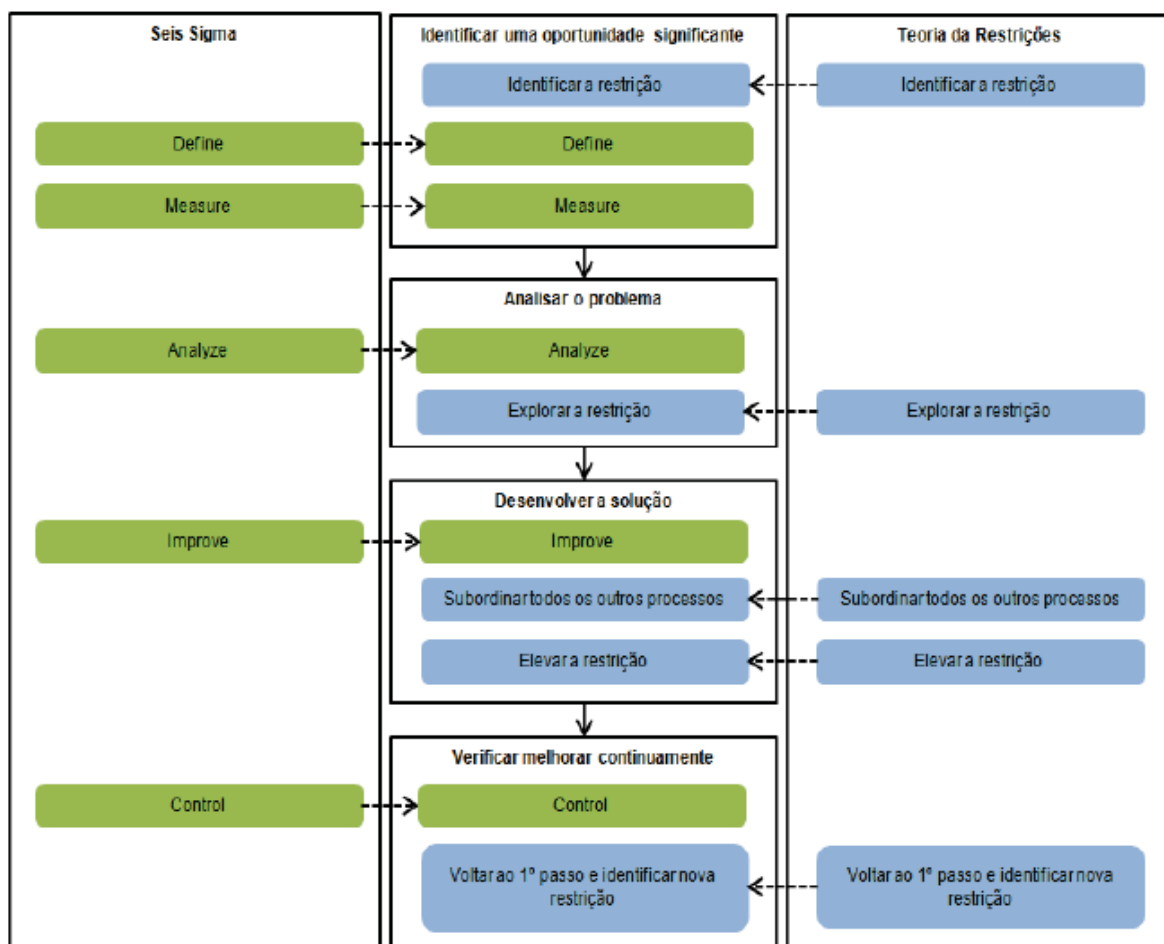 Seis Sigma
Define
Measure
Analyze
Improve
Control
Identificar uma oportunidade significante
Identificar a restrição
Define
Measure
Analisar o problema
Analyze
Explorar a restrição
Desenvolver a solução
Improve
Subordinar todos os outros processos
Elevar a restrição
Verificar melhorar continuamente
Control
Voltar ao 1º passo e identificar nova
restrição
Teoria da Restrições
Identificar a restrição
Explorar a restrição
Subordinar todos os outros processos
Elevar a restrição
Voltar ao 1º passo e identificar nova
restrição